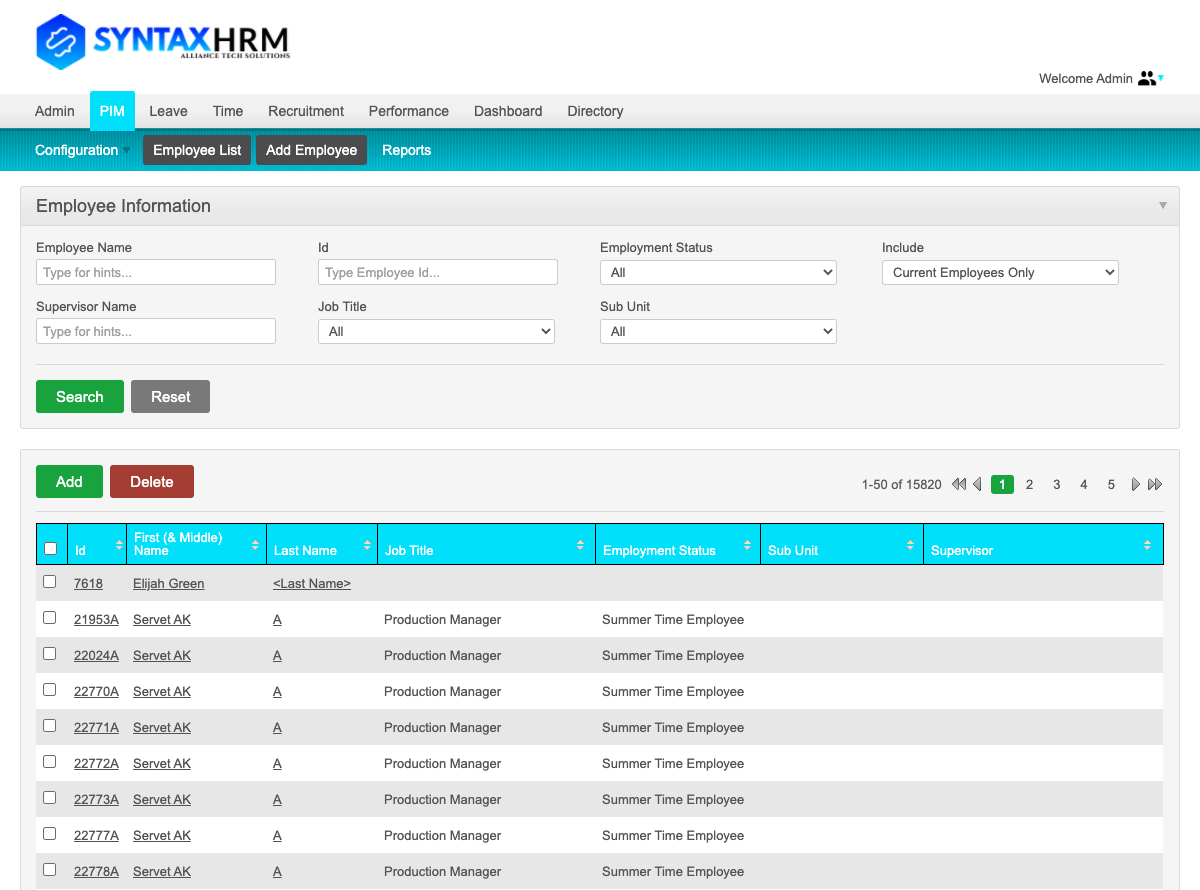 SYNTAXHRM
ALLIANCE TECH SOLUTIONS
Welcome Admin
Admin PIM Leave Time Recruitment Performance Dashboard Directory
Configuration Employee List Add Employee Reports
Employee Information
Employee Name Id Employment Status Include
Type for hints... Type Employee Id... All Current Employees Only
Supervisor Name Job Title Sub Unit
Type for hints... All All
Search Reset
Add Delete 1-50 of 15820 1 2 3 4 5
Id First (& Middle) Name Last Name Job Title Employment Status Sub Unit Supervisor
7618 Elijah Green <Last Name>
21953A Servet AK A Production Manager Summer Time Employee
22024A Servet AK A Production Manager Summer Time Employee
22770A Servet AK A Production Manager Summer Time Employee
22771A Servet AK A Production Manager Summer Time Employee
22772A Servet AK A Production Manager Summer Time Employee
22773A Servet AK A Production Manager Summer Time Employee
22777A Servet AK A Production Manager Summer Time Employee
22778A Servet AK A Production Manager Summer Time Employee